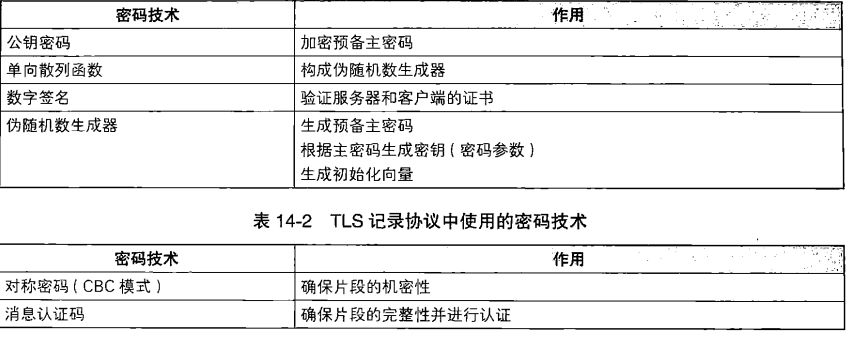 密码技术 作用
公钥密码 加密预备主密码
单向散列函数 构成伪随机数生成器
数字签名 验证服务器和客户端的证书
伪随机数生成器 生成预备主密码
根据主密码生成密钥（密码参数）
生成初始化向量
表 14-2 TLS 记录协议中使用的密码技术
密码技术 作用
对称密码（CBC 模式） 确保片段的机密性
消息认证码 确保片段的完整性并进行认证